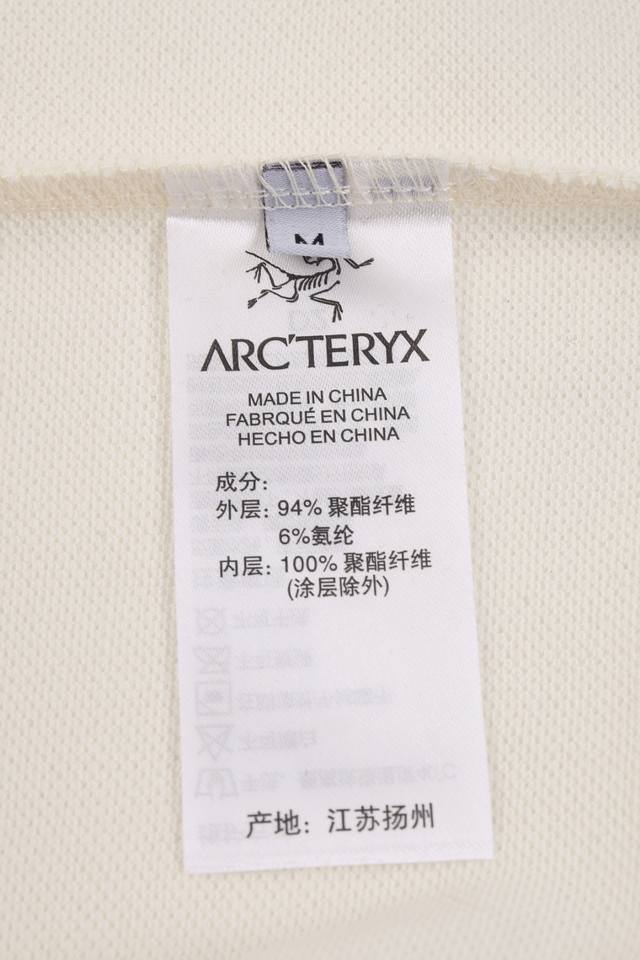 M
ARC'TERYX
MADE IN CHINA
FABRQUÉ EN CHINA
HECHO EN CHINA
成分:
外层: 94% 聚酯纤维
6%氨纶
内层: 100% 聚酯纤维
(涂层除外)
产地: 江苏扬州